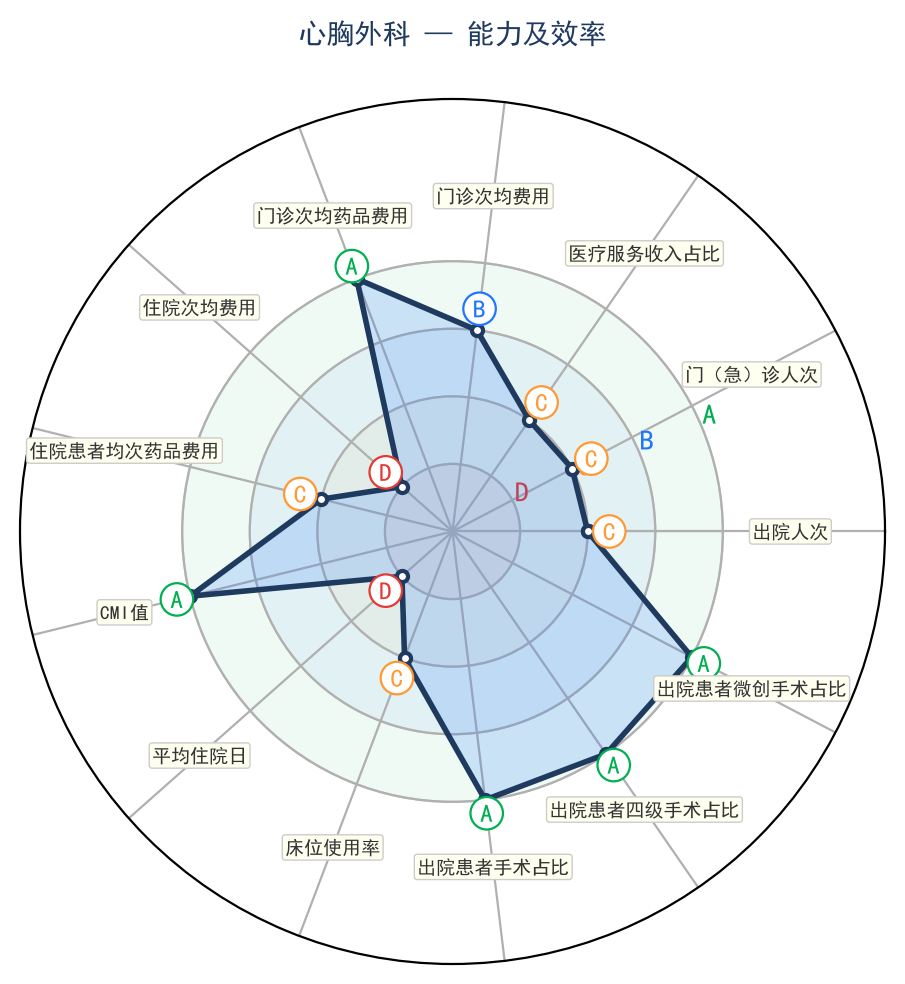 心胸外科 — 能力及效率
门诊次均费用
门诊次均药品费用
医疗服务收入占比
A
住院次均费用
B
门（急）诊人次
C
A
B
住院患者均次药品费用
C
D
C
D
出院人次
C
A
D
CMI值
A
C
出院患者微创手术占比
平均住院日
A
出院患者四级手术占比
A
床位使用率
出院患者手术占比